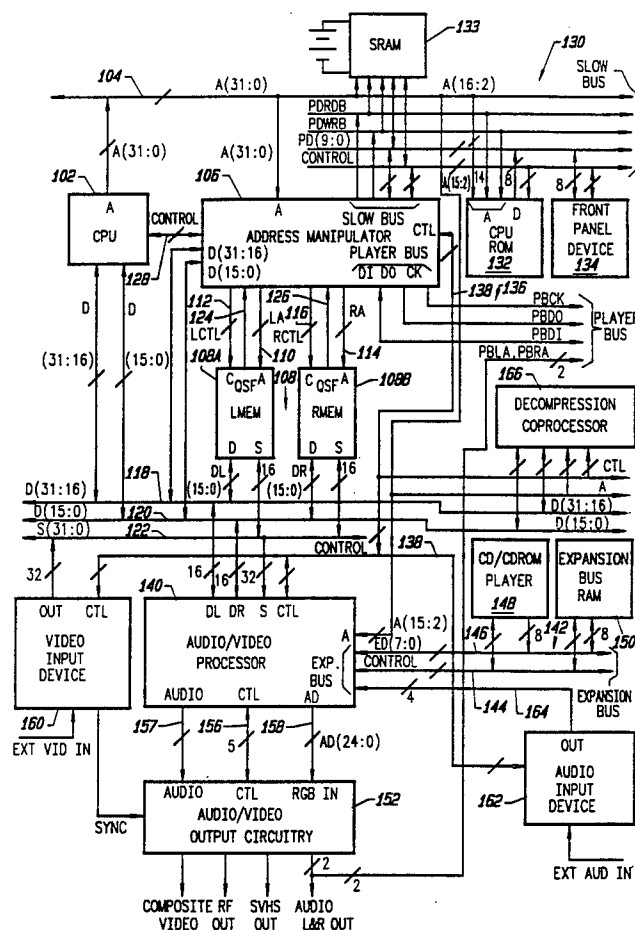 SRAM
133
130
104
A(31:0)
A(16:2)
SLOW BUS
PDRDB
PDWRB
PD(9:0)
CONTROL
A(31:0)
A(31:0)
A(15:2)
14
8
8
102
A
CPU
CONTROL
128
106
A
SLOW BUS
CTL
ADDRESS MANIPULATOR
D(31:16)
PLAYER BUS
D(15:0)
DI DO CK
A D
CPU ROM
132
FRONT PANEL DEVICE
134
138
136
PBCK
PBDO
PBDI
PBLA, PBRA
2
PLAYER BUS
D
D
(31:16)
(15:0)
112
124
LCTL
LA
110
126
116
RCTL
RA
114
108A
C QSF A
LMEM
D S
108
C QSF A
RMEM
D S
108B
166
DECOMPRESSION COPROCESSOR
DL
16
DR
16
(15:0)
(15:0)
CTL
A
D(31:16)
D(15:0)
118
D(31:16)
120
D(15:0)
122
S(31:0)
CONTROL
138
32
16
16
32
OUT CTL
VIDEO INPUT DEVICE
160
EXT VID IN
140
DL DR S CTL
AUDIO/VIDEO PROCESSOR
A
EXP. BUS
AUDIO CTL AD
A(15:2)
ED(7:0)
CONTROL
CD/CDROM PLAYER
148
EXPANSION BUS RAM
150
146
8
142
8
144
EXPANSION BUS
4
164
157
156
158
5
AD(24:0)
SYNC
AUDIO CTL RGB IN
AUDIO/VIDEO OUTPUT CIRCUITRY
152
2
2
OUT
AUDIO INPUT DEVICE
162
EXT AUD IN
COMPOSITE VIDEO
RF OUT
SVHS OUT
AUDIO L&R OUT